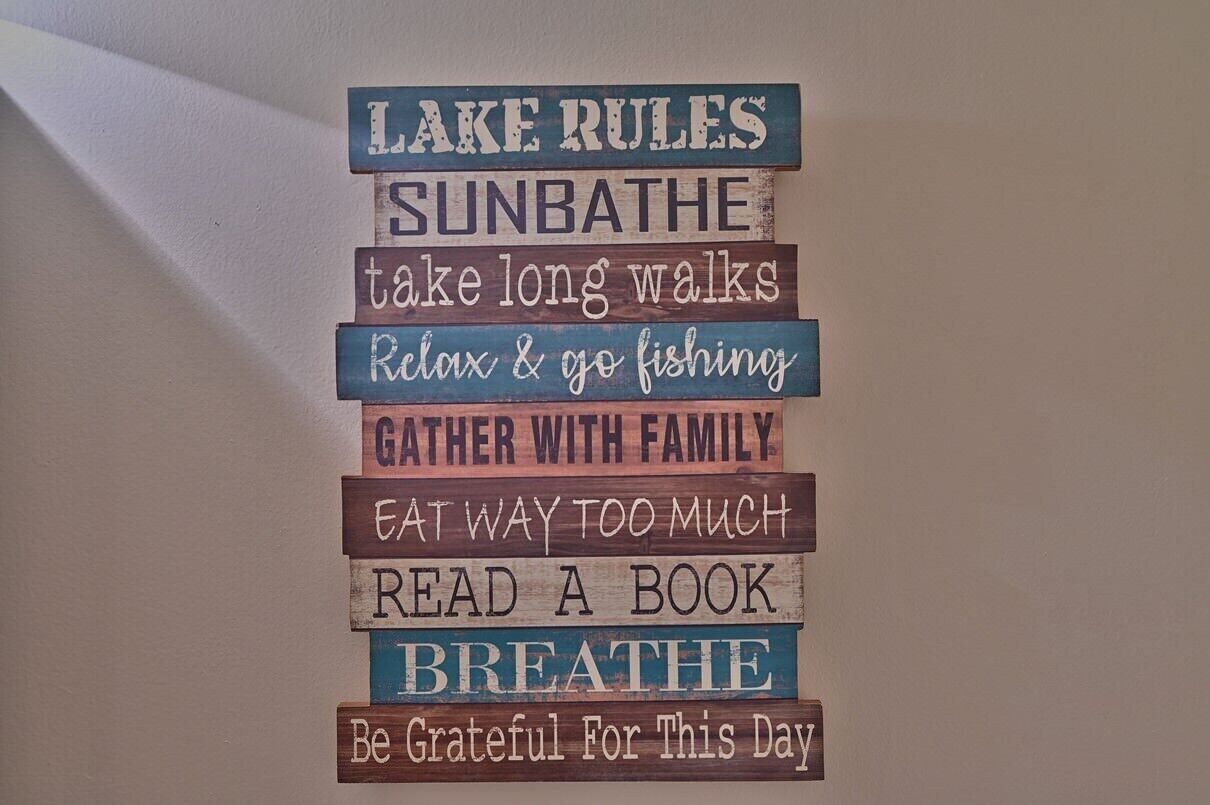 LAKE RULES
SUNBATHE
take long walks
Relax & go fishing
GATHER WITH FAMILY
EAT WAY TOO MUCH
READ A BOOK
BREATHE
Be Grateful For This Day